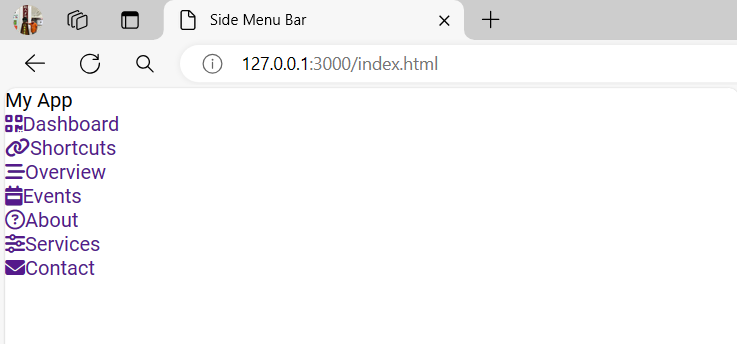 Side Menu Bar
127.0.0.1:3000/index.html
My App
Dashboard
Shortcuts
Overview
Events
About
Services
Contact